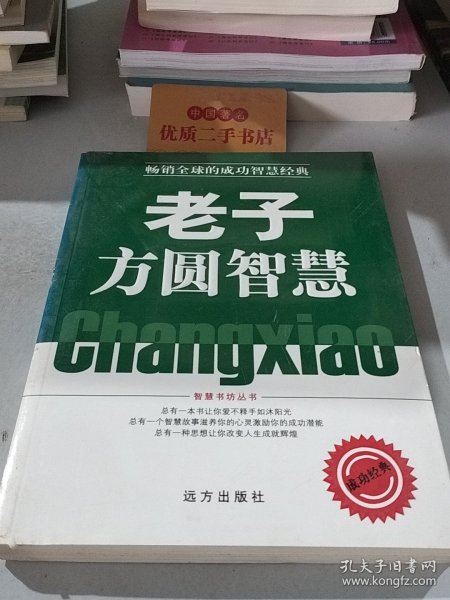 中国著名
优质二手书店
畅销全球的成功智慧经典
老子
方圆智慧
Changxiao
智慧书坊丛书
总有一本书让你爱不释手如沐阳光
总有一个智慧故事滋养你的心灵激励你的成功潜能
总有一种思想让你改变人生成就辉煌
成功经典
远方出版社
孔夫子旧书网
www.kongfz.com